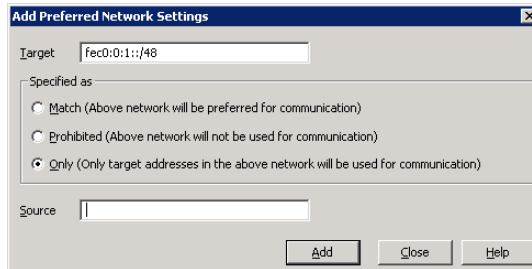 Add Preferred Network Settings
Target fec0:0:1::/48
Specified as
Match (Above network will be preferred for communication)
Prohibited (Above network will not be used for communication)
Only (Only target addresses in the above network will be used for communication)
Source
Add Close Help